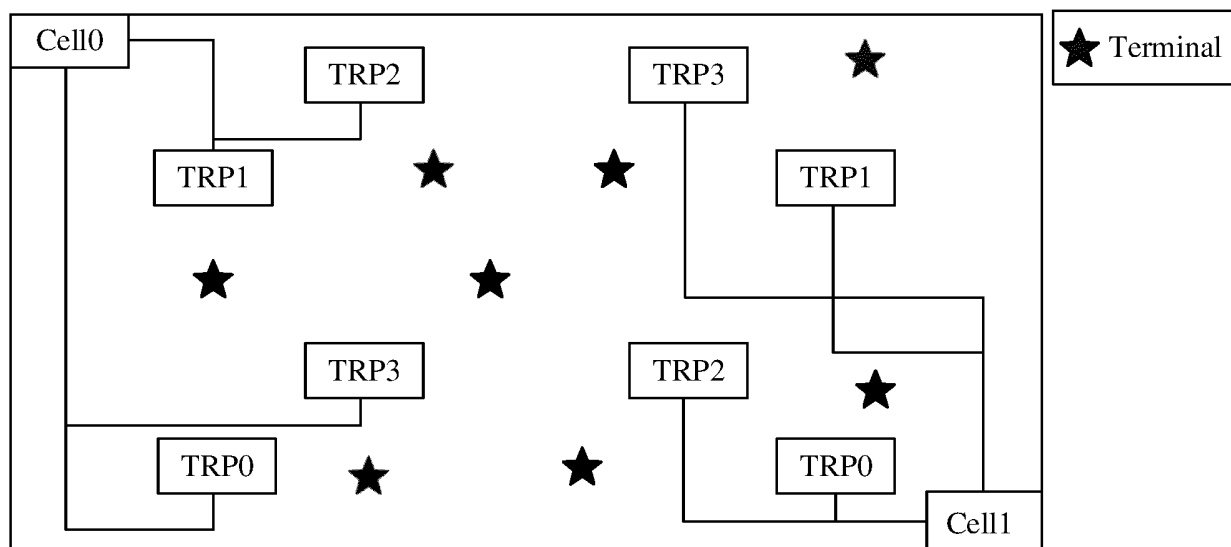 Cell0
TRP2
TRP3
Terminal
TRP1
TRP1
TRP3
TRP2
TRP0
TRP0
Cell1